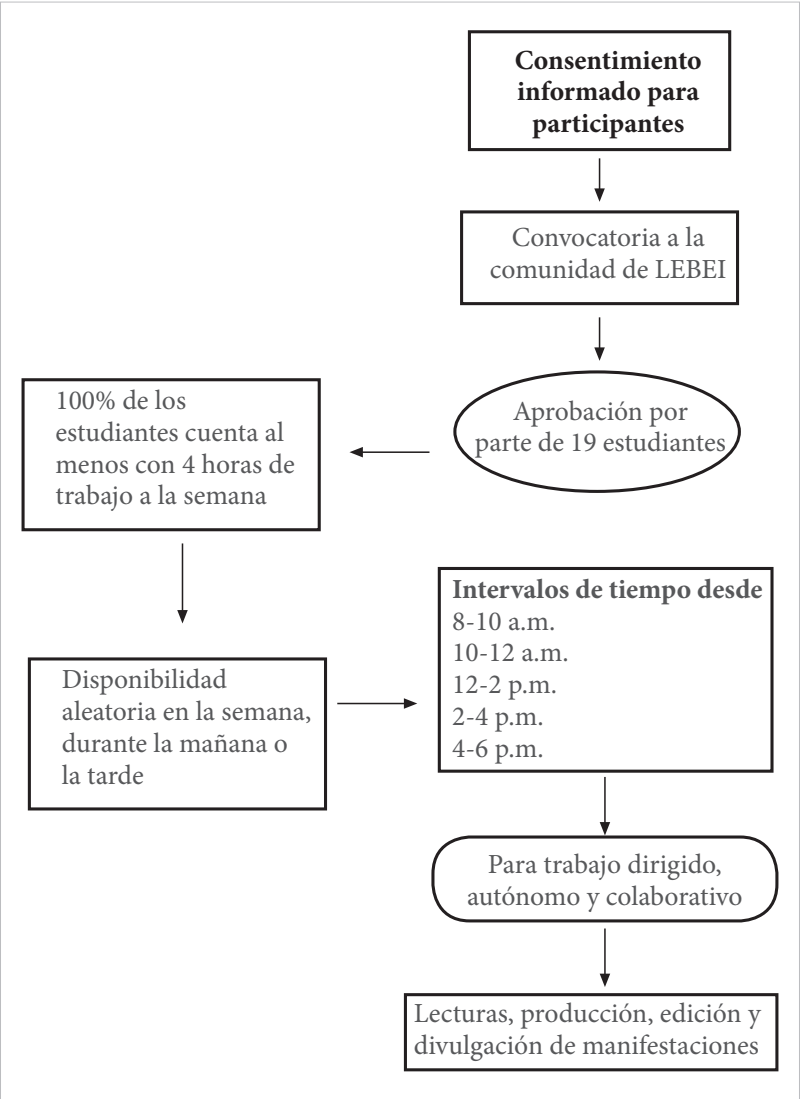 Consentimiento
informado para
participantes
Convocatoria a la
comunidad de LEBEI
Aprobación por
parte de 19 estudiantes
100% de los
estudiantes cuenta al
menos con 4 horas de
trabajo a la semana
Disponibilidad
aleatoria en la semana,
durante la mañana o
la tarde
Intervalos de tiempo desde
8-10 a.m.
10-12 a.m.
12-2 p.m.
2-4 p.m.
4-6 p.m.
Para trabajo dirigido,
autónomo y colaborativo
Lecturas, producción, edición y
divulgación de manifestaciones